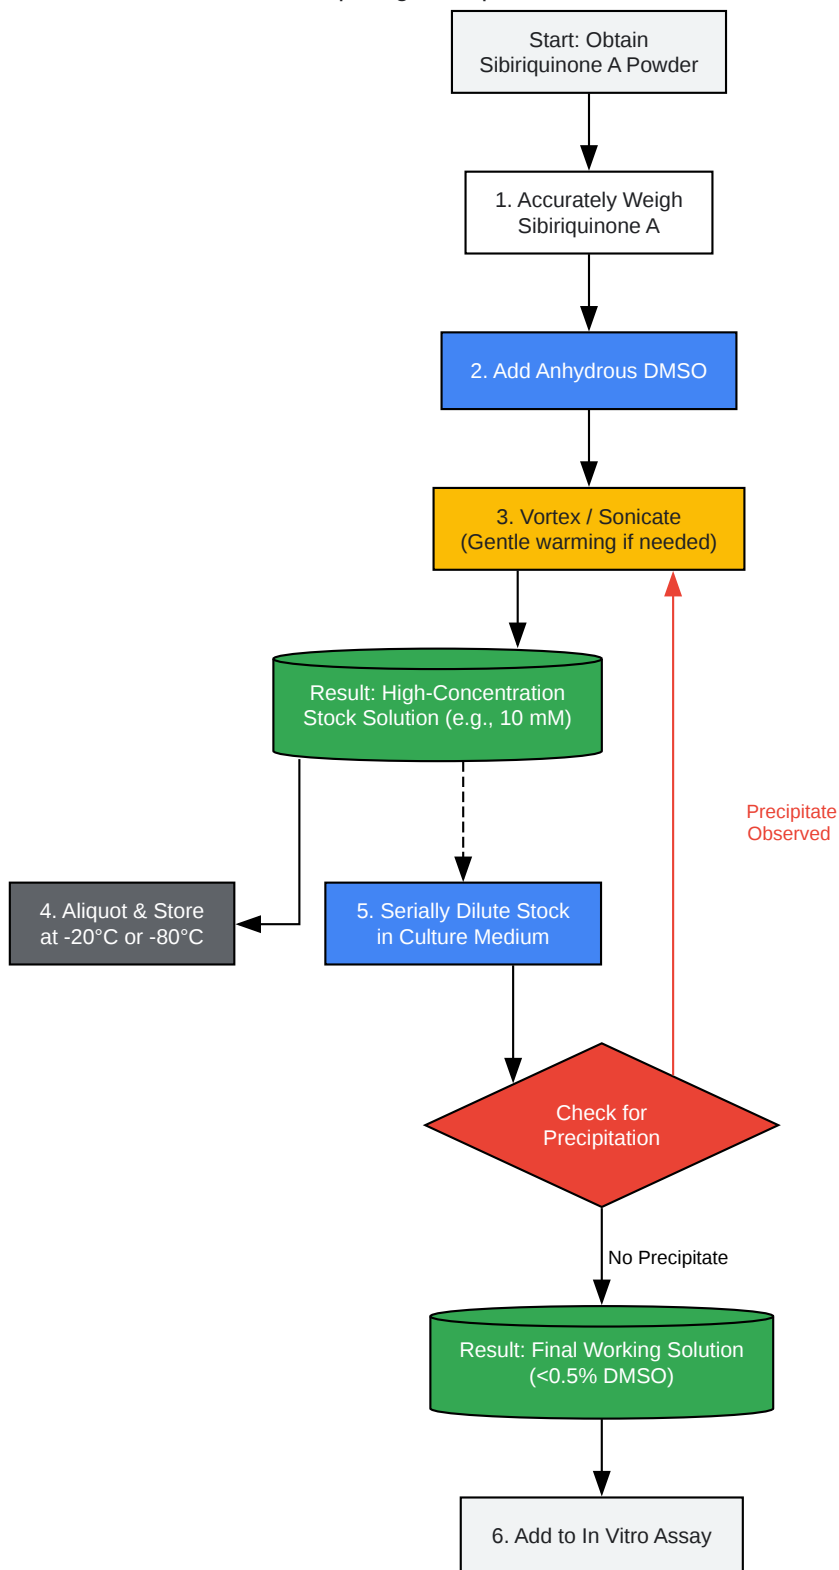 Start: Obtain
Sibiriquinone A Powder
1. Accurately Weigh
Sibiriquinone A
2. Add Anhydrous DMSO
3. Vortex / Sonicate
(Gentle warming if needed)
Result: High-Concentration
Stock Solution (e.g., 10 mM)
Precipitate
Observed
4. Aliquot & Store
at -20°C or -80°C
5. Serially Dilute Stock
in Culture Medium
Check for
Precipitation
No Precipitate
Result: Final Working Solution
(<0.5% DMSO)
6. Add to In Vitro Assay